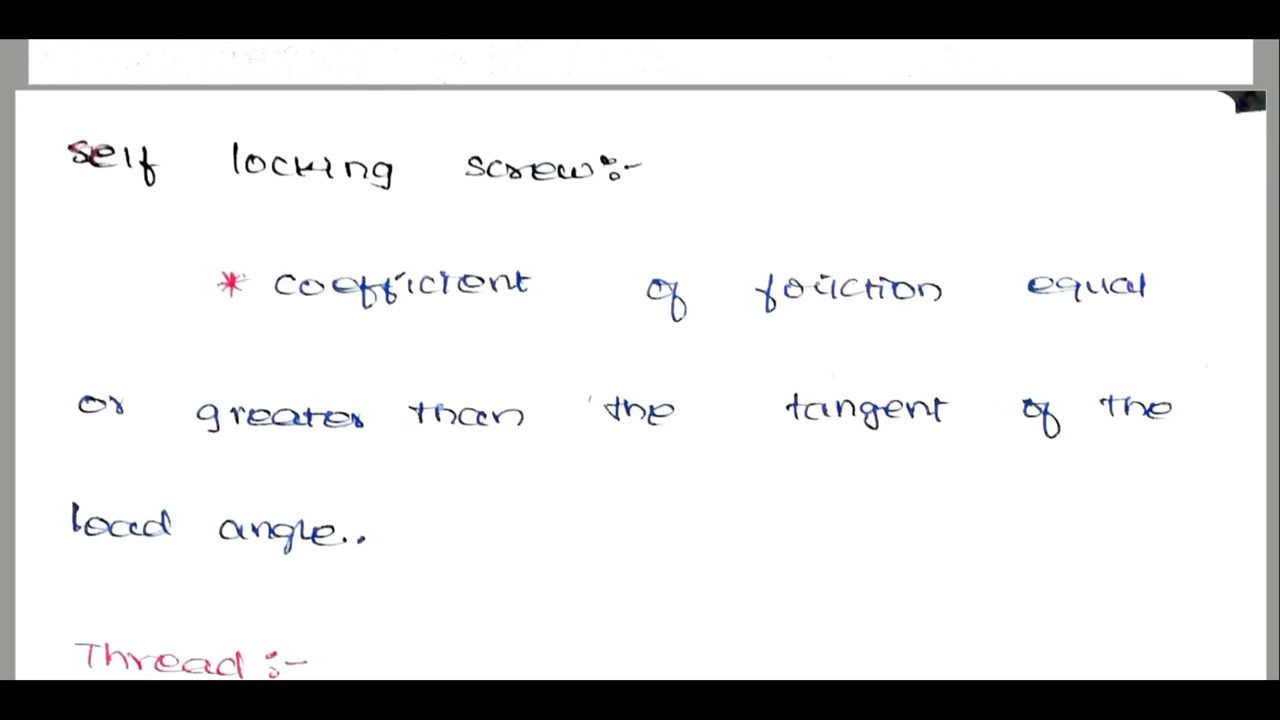 Self locking screw:-
* coefficient of friction equal
or greater than the tangent of the
load angle..
Thread :-